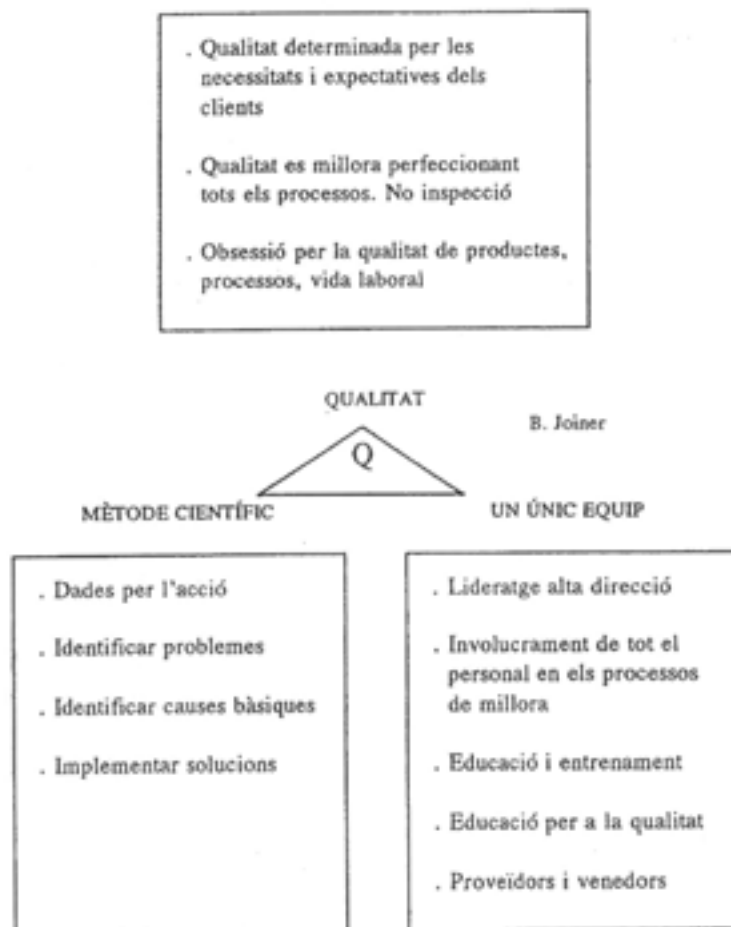 . Qualitat determinada per les
necessitats i expectatives dels
clients
. Qualitat es millora perfeccionant
tots els processos. No inspecció
. Obsessió per la qualitat de productes,
processos, vida laboral
QUALITAT
B. Joiner
Q
MÈTODE CIENTÍFIC
UN ÚNIC EQUIP
. Dades per l'acció
. Identificar problemes
. Identificar causes bàsiques
. Implementar solucions
. Lideratge alta direcció
. Involucrament de tot el
personal en els processos
de millora
. Educació i entrenament
. Educació per a la qualitat
. Proveïdors i venedors